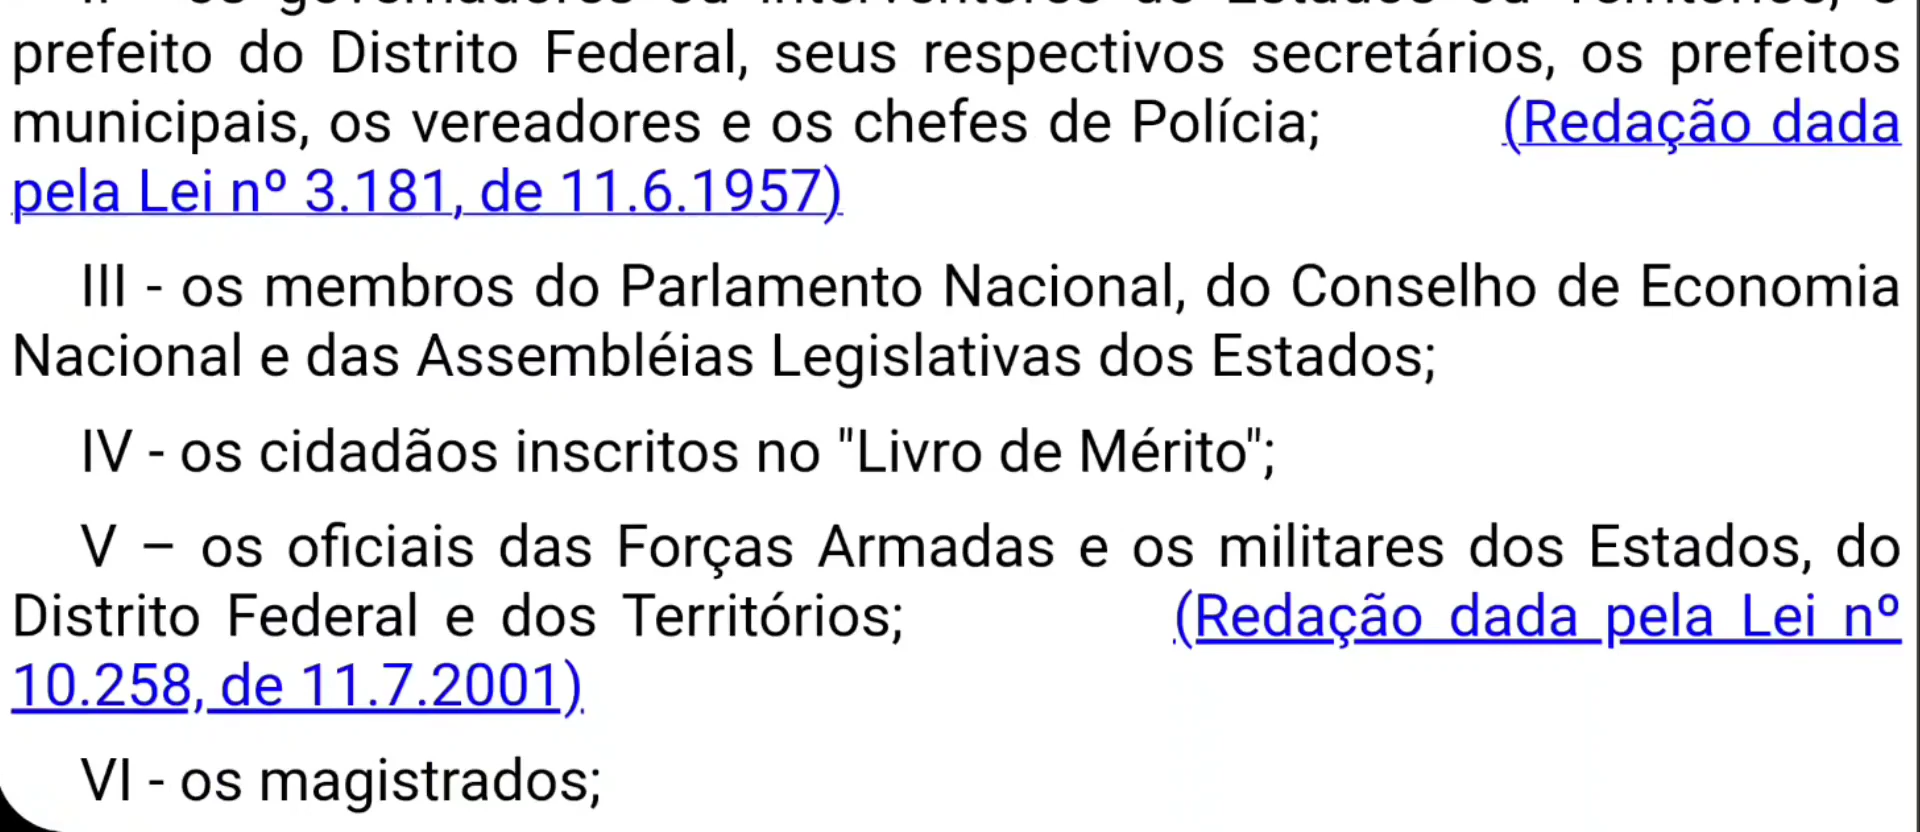 prefeito do Distrito Federal, seus respectivos secretários, os prefeitos
municipais, os vereadores e os chefes de Polícia; (Redação dada
pela Lei nº 3.181, de 11.6.1957)
III - os membros do Parlamento Nacional, do Conselho de Economia
Nacional e das Assembléias Legislativas dos Estados;
IV - os cidadãos inscritos no "Livro de Mérito";
V – os oficiais das Forças Armadas e os militares dos Estados, do
Distrito Federal e dos Territórios; (Redação dada pela Lei nº
10.258, de 11.7.2001)
VI - os magistrados;